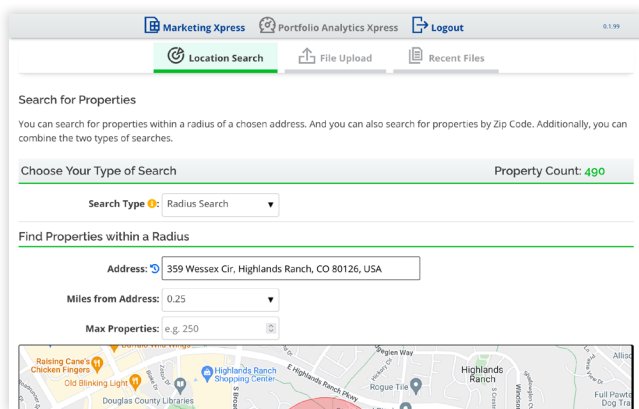 Marketing Xpress Portfolio Analytics Xpress Logout 0.1.99
Location Search File Upload Recent Files
Search for Properties
You can search for properties within a radius of a chosen address. And you can also search for properties by Zip Code. Additionally, you can
combine the two types of searches.
Choose Your Type of Search Property Count: 490
Search Type : Radius Search
Find Properties within a Radius
Address: 359 Wessex Cir, Highlands Ranch, CO 80126, USA
Miles from Address: 0.25
Max Properties: e.g. 250
Raising Cane's
Chicken Fingers
Old Blinking Light
Douglas County Libraries
Highlands Ranch
Shopping Center
E Highlands Ranch Pkwy
Rogue Tile
Highlands
Ranch
Full Pawte
Dog Tra